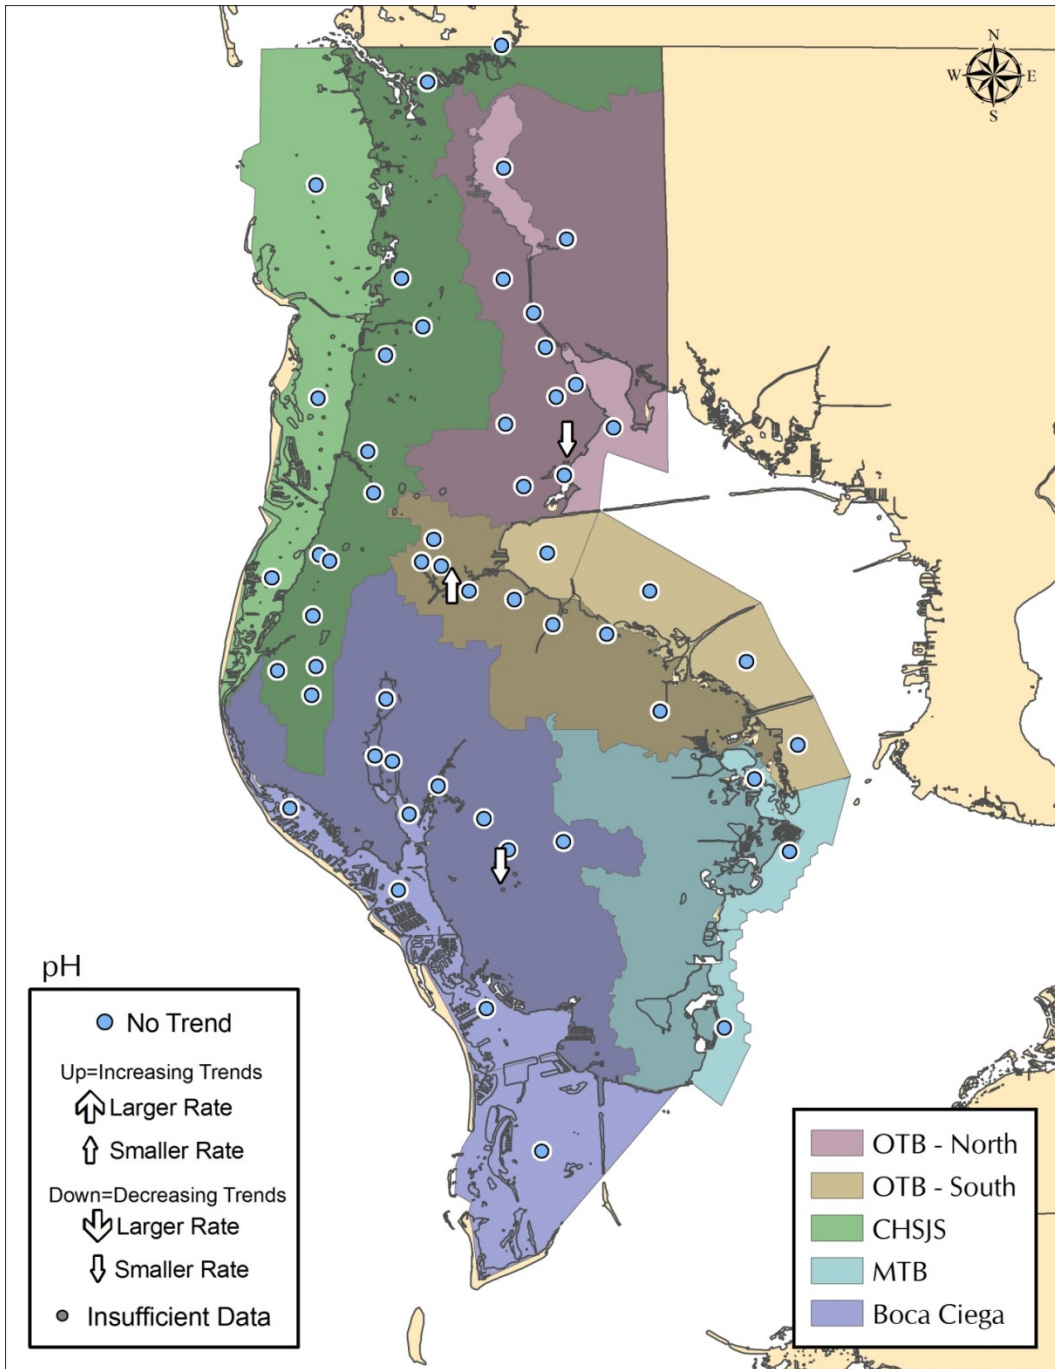 N
W E
S
pH
No Trend
Up=Increasing Trends
Larger Rate
Smaller Rate
Down=Decreasing Trends
Larger Rate
Smaller Rate
Insufficient Data
OTB - North
OTB - South
CHSJS
MTB
Boca Ciega